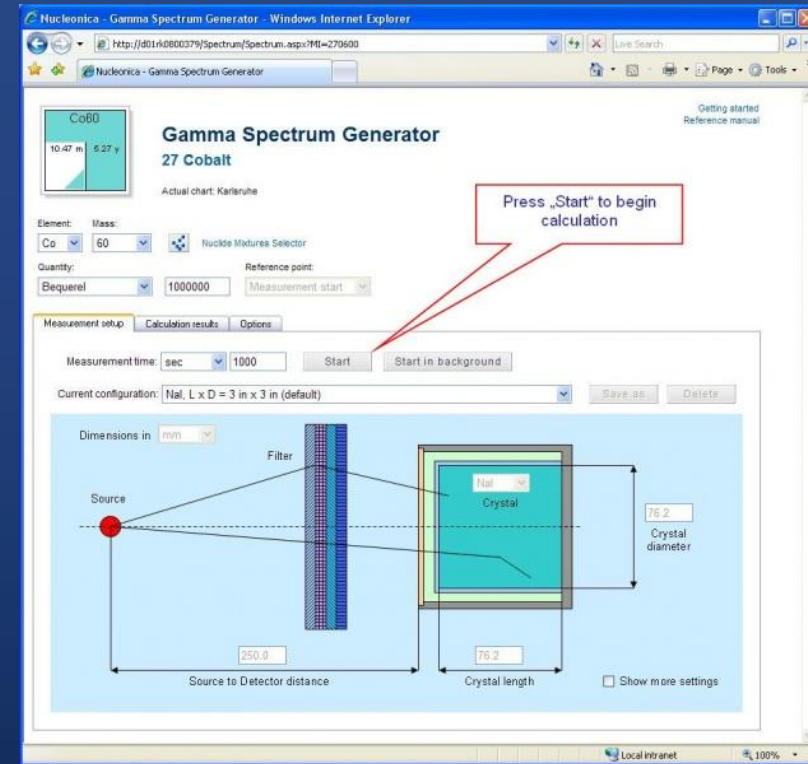 Nucleonica - Gamma Spectrum Generator - Windows Internet Explorer
http://d01rk0800379/Spectrum/Spectrum.aspx?MI=270600
Live Search
Nucleonica - Gamma Spectrum Generator
Page
Tools
Co60
10.47 m
5.27 y
Gamma Spectrum Generator
27 Cobalt
Actual chart: Karlsruhe
Getting started
Reference manual
Press „Start“ to begin
calculation
Element: Mass:
Co 60 Nuclide Mixtures Selector
Quantity: Reference point:
Bequerel 1000000 Measurement start
Measurement setup Calculation results Options
Measurement time: sec 1000 Start Start in background
Current configuration: NaI, L x D = 3 in x 3 in (default) Save as Delete
Dimensions in mm
Filter
Source
NaI
Crystal
76.2
Crystal
diameter
250.0
Source to Detector distance
76.2
Crystal length
Show more settings
Local intranet
100%